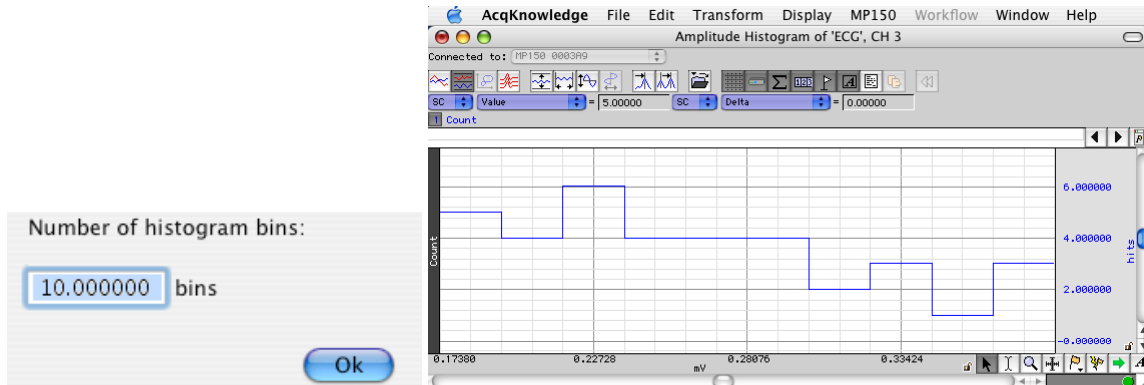 Number of histogram bins:
10.000000 bins
Ok
AcqKnowledge File Edit Transform Display MP150 Workflow Window Help
Amplitude Histogram of 'ECG', CH 3
Connected to: MP150 0003A9
SC Value = 5.00000 SC Delta = 0.00000
1 Count
6.000000
4.000000
2.000000
-0.000000
Count
hits
0.17380 0.22728 0.28076 0.33424
mV